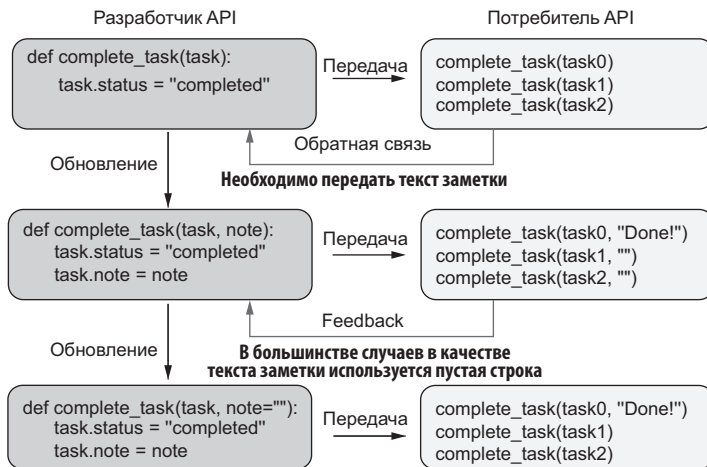 Разработчик API
Потребитель API
def complete_task(task):
task.status = "completed"
Передача
complete_task(task0)
complete_task(task1)
complete_task(task2)
Обратная связь
Обновление
Необходимо передать текст заметки
def complete_task(task, note):
task.status = "completed"
task.note = note
Передача
complete_task(task0, "Done!")
complete_task(task1, "")
complete_task(task2, "")
Feedback
Обновление
В большинстве случаев в качестве
текста заметки используется пустая строка
def complete_task(task, note=""):
task.status = "completed"
task.note = note
Передача
complete_task(task0, "Done!")
complete_task(task1)
complete_task(task2)